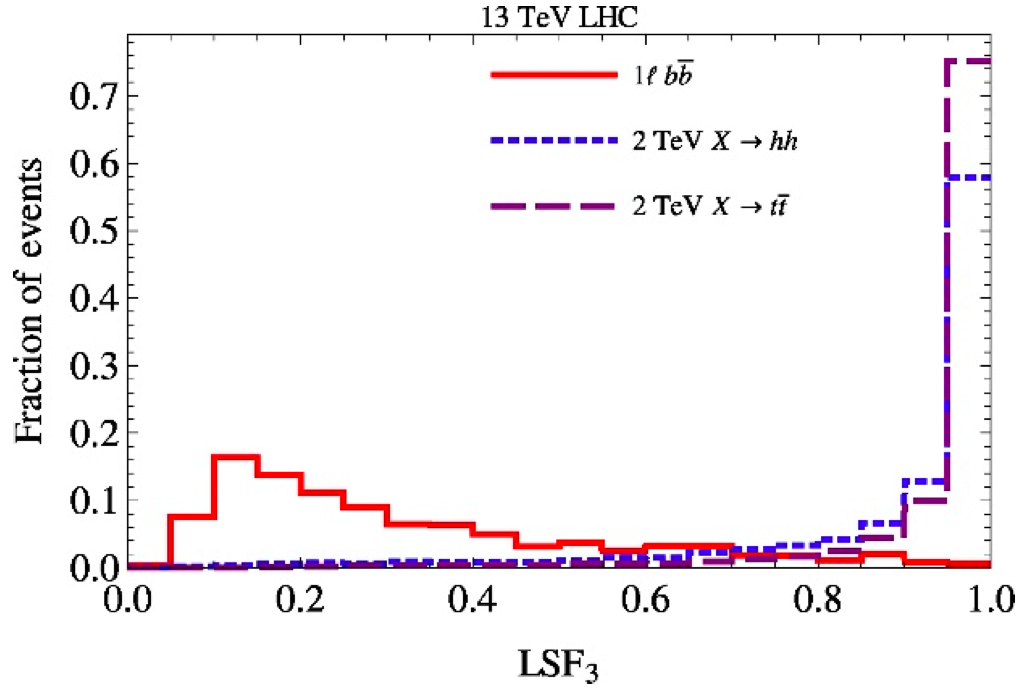 13 TeV LHC
1ℓ bb̅
2 TeV X → hh
2 TeV X → tt̅
Fraction of events
0.7
0.6
0.5
0.4
0.3
0.2
0.1
0.0
0.0 0.2 0.4 0.6 0.8 1.0
LSF₃